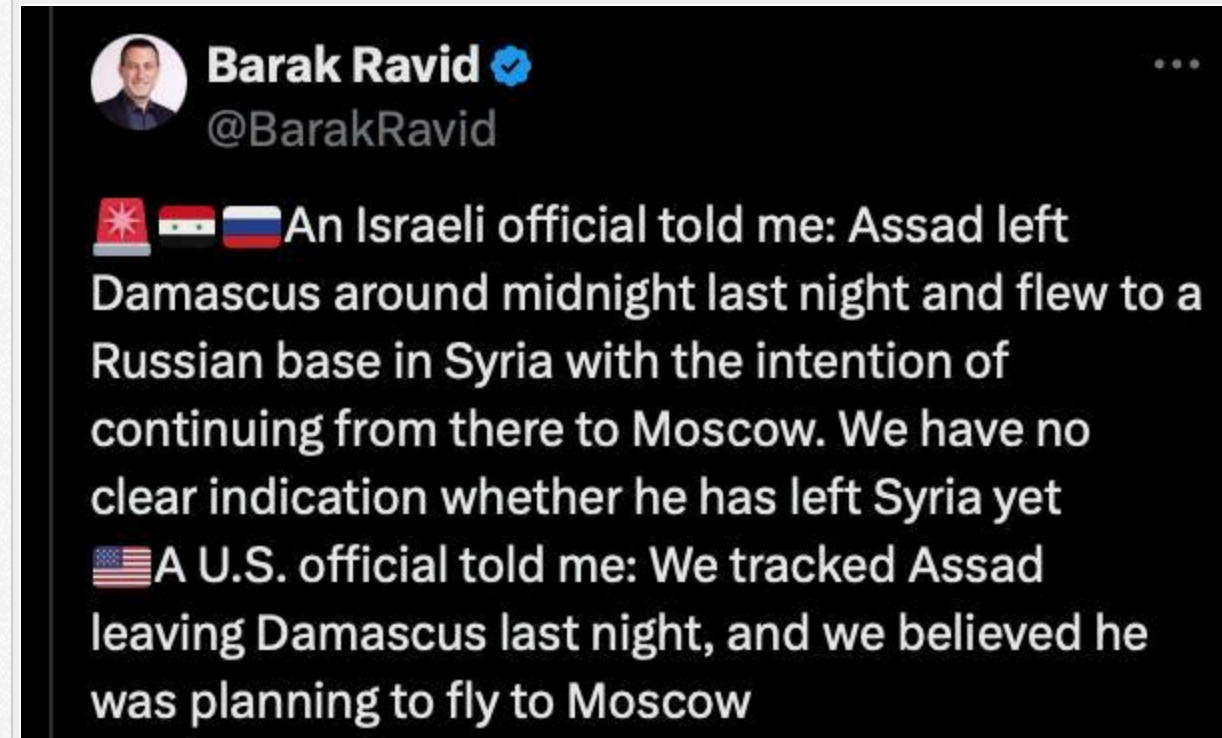 Barak Ravid
@BarakRavid
🚨🇸🇾🇷🇺An Israeli official told me: Assad left
Damascus around midnight last night and flew to a
Russian base in Syria with the intention of
continuing from there to Moscow. We have no
clear indication whether he has left Syria yet
🇺🇸A U.S. official told me: We tracked Assad
leaving Damascus last night, and we believed he
was planning to fly to Moscow